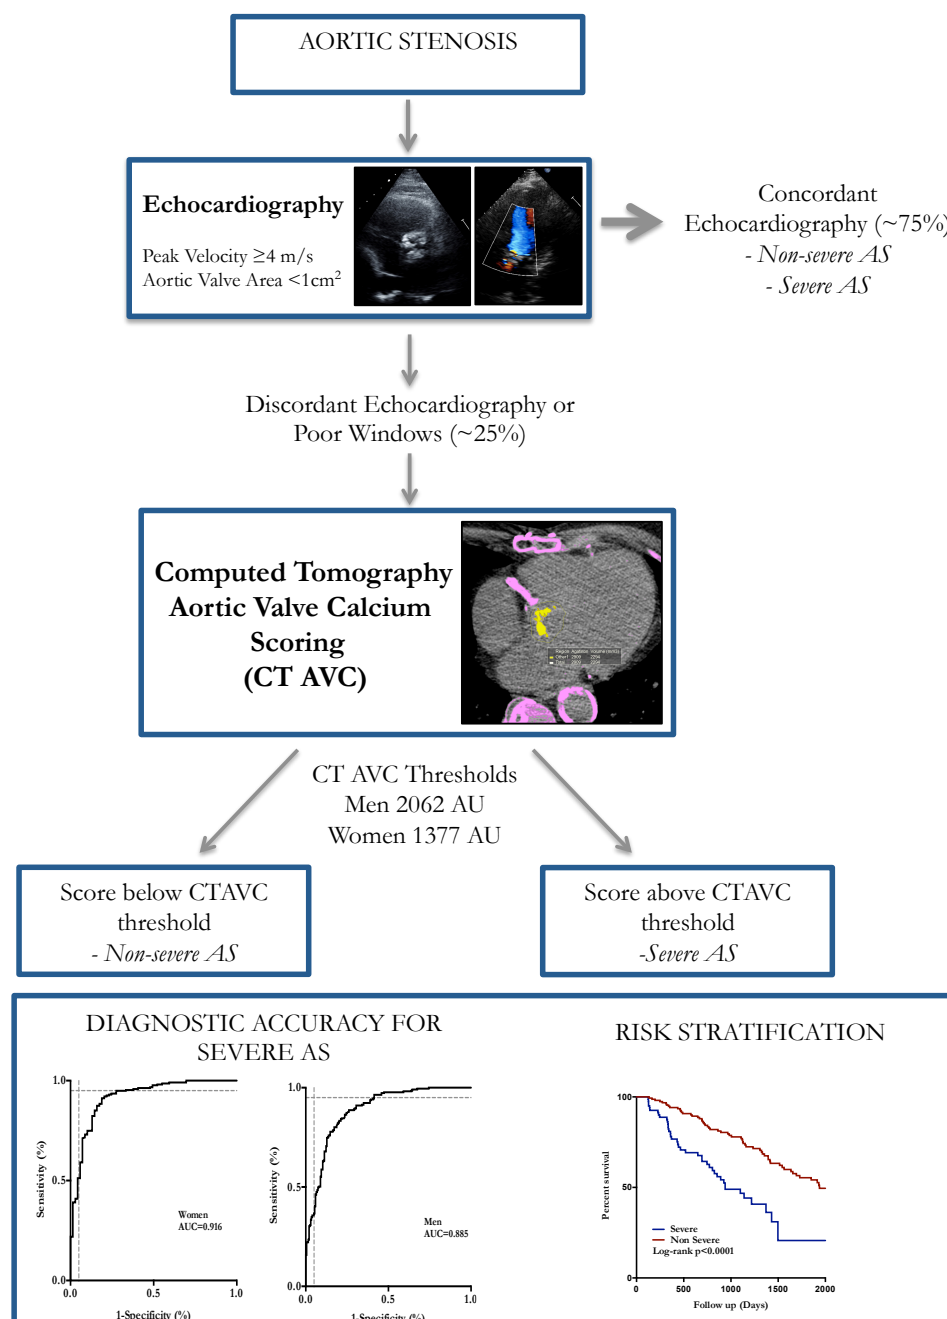 AORTIC STENOSIS
Echocardiography
Peak Velocity ≥4 m/s
Aortic Valve Area <1cm²
Concordant
Echocardiography (~75%)
- Non-severe AS
- Severe AS
Discordant Echocardiography or
Poor Windows (~25%)
Computed Tomography
Aortic Valve Calcium
Scoring
(CT AVC)
CT AVC Thresholds
Men 2062 AU
Women 1377 AU
Score below CTAVC
threshold
- Non-severe AS
Score above CTAVC
threshold
-Severe AS
DIAGNOSTIC ACCURACY FOR
SEVERE AS
Sensitivity (%)
1.0
0.5
0.0
Women
AUC=0.916
0.0 0.5 1.0
1-Specificity (%)
Sensitivity (%)
1.0
0.5
0.0
Men
AUC=0.885
0.0 0.5 1.0
1-Specificity (%)
RISK STRATIFICATION
Percent survival
100
50
0
Severe
Non Severe
Log-rank p<0.0001
0 500 1000 1500 2000
Follow up (Days)